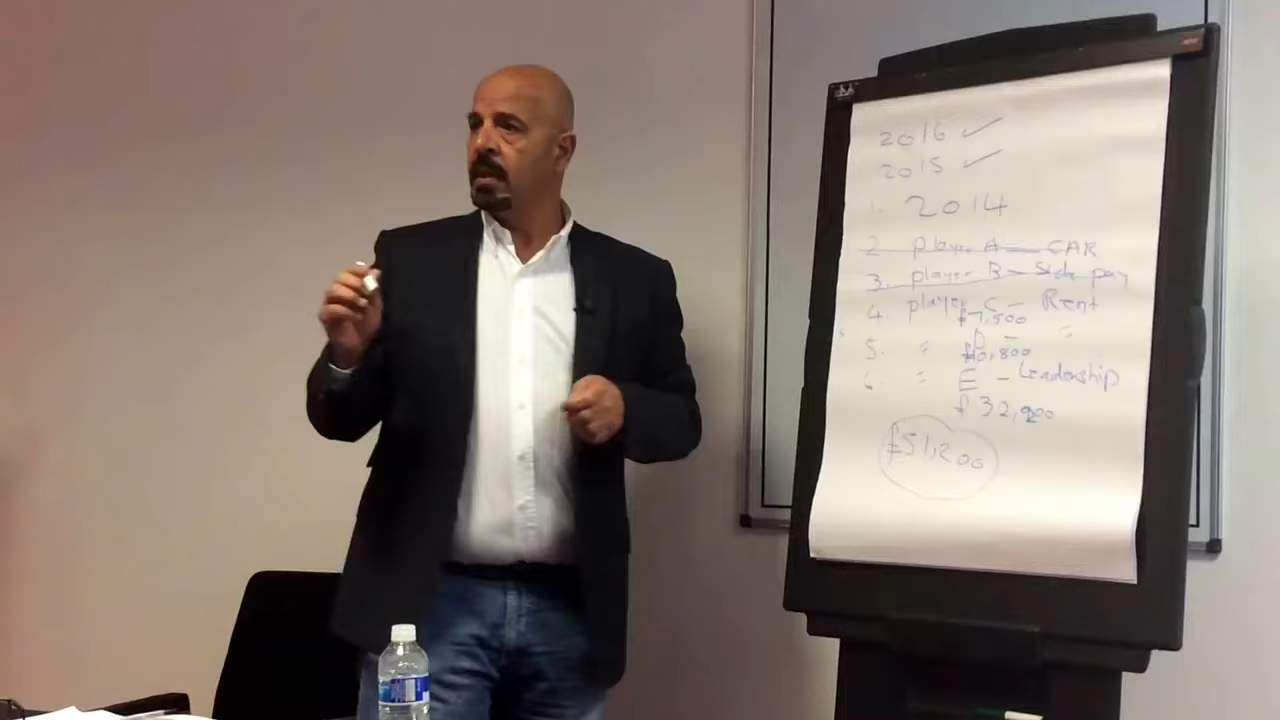 2016 ✓
2015 ✓
1. 2014
2 player A — CAR
3. player B — Side pay
4. player C — Rent
£7,500
5. " D — "
£10,800
6. " E — Leadership
£32,900
£51,200